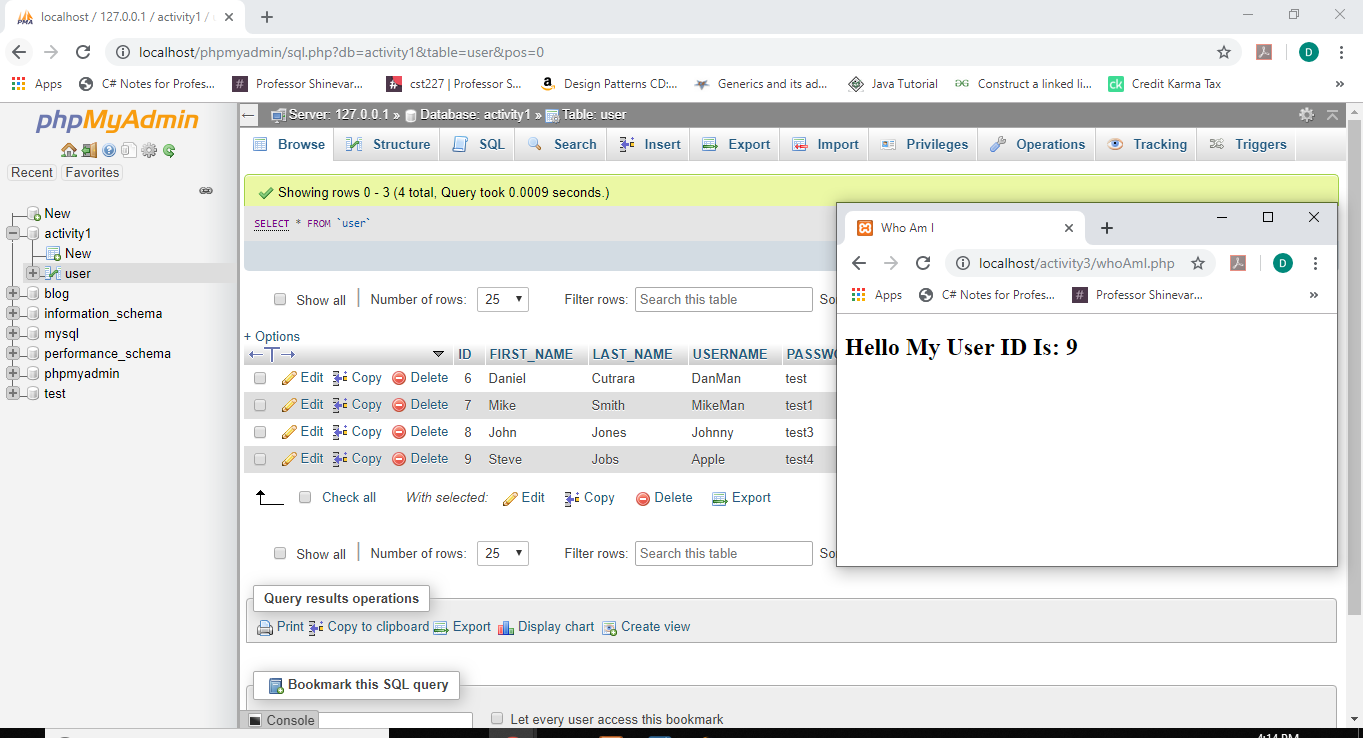 localhost / 127.0.0.1 / activity1 /
localhost/phpmyadmin/sql.php?db=activity1&table=user&pos=0
D
Apps C# Notes for Profes... Professor Shinevar... cst227 | Professor S... Design Patterns CD:... Generics and its ad... Java Tutorial Construct a linked li... Credit Karma Tax »
phpMyAdmin
Recent Favorites
New
activity1
New
user
blog
information_schema
mysql
performance_schema
phpmyadmin
test
Server: 127.0.0.1 » Database: activity1 » Table: user
Browse Structure SQL Search Insert Export Import Privileges Operations Tracking Triggers
Showing rows 0 - 3 (4 total, Query took 0.0009 seconds.)
SELECT * FROM `user`
Show all Number of rows: 25 Filter rows: Search this table
+ Options
ID FIRST_NAME LAST_NAME USERNAME
Edit Copy Delete 6 Daniel Cutrara DanMan test
Edit Copy Delete 7 Mike Smith MikeMan test1
Edit Copy Delete 8 John Jones Johnny test3
Edit Copy Delete 9 Steve Jobs Apple test4
Check all With selected: Edit Copy Delete Export
Show all Number of rows: 25 Filter rows: Search this table
Query results operations
Print Copy to clipboard Export Display chart Create view
Bookmark this SQL query
Console
Let every user access this bookmark
Who Am I
localhost/activity3/whoAmI.php
D
Apps C# Notes for Profes... Professor Shinevar... »
Hello My User ID Is: 9